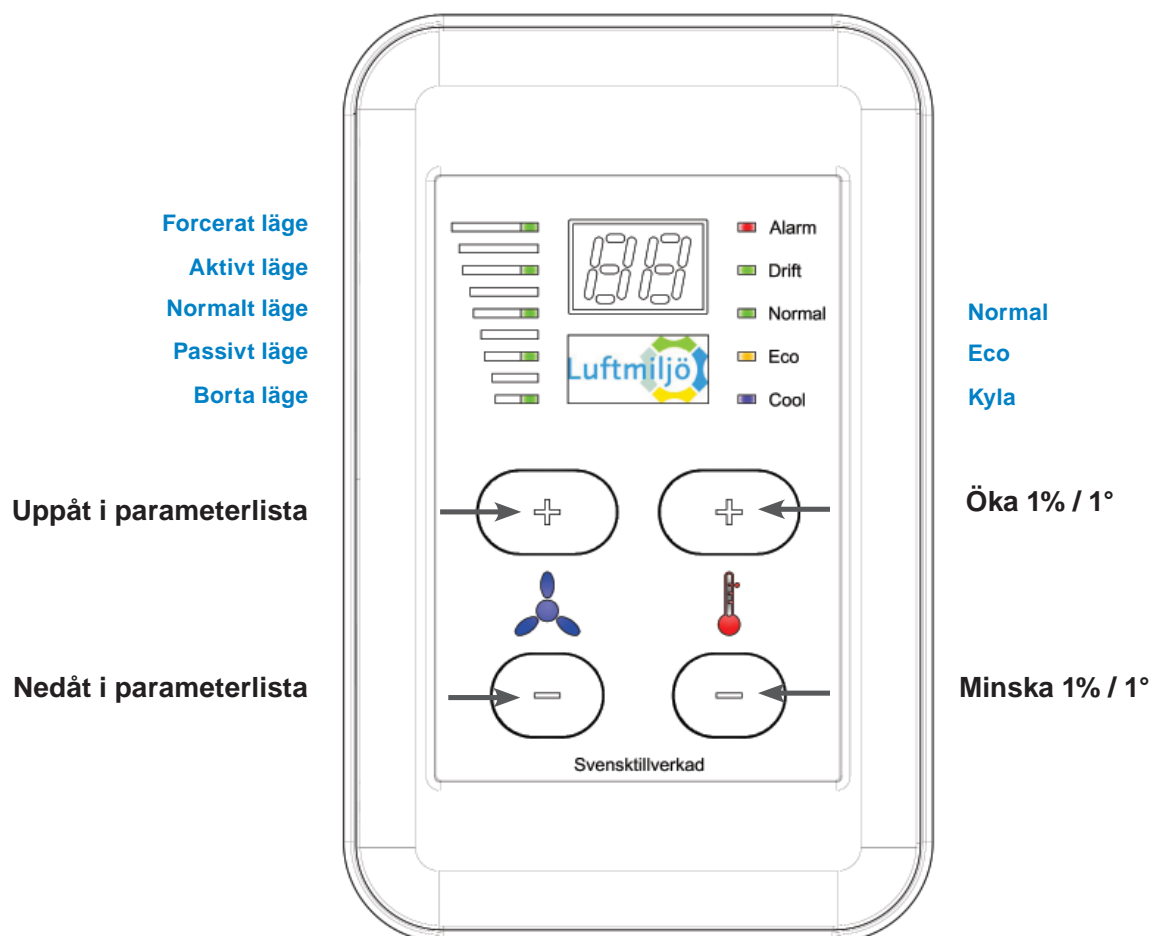 Forcerat läge
Aktivt läge
Normalt läge
Passivt läge
Borta läge
88
Luftmiljö
Alarm
Drift
Normal
Eco
Cool
Normal
Eco
Kyla
Uppåt i parameterlista
+
+
Öka 1% / 1°
Nedåt i parameterlista
−
−
Minska 1% / 1°
Svensktillverkad